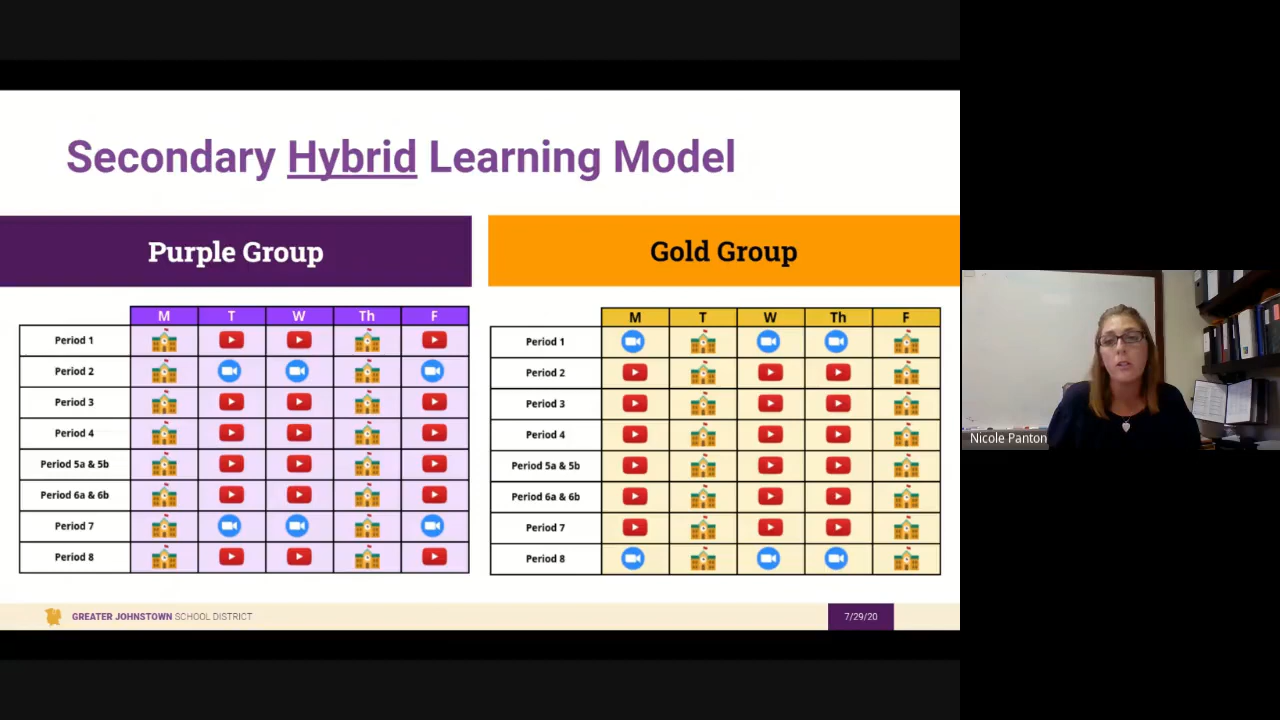 Secondary Hybrid Learning Model
Purple Group
Gold Group
M T W Th F
Period 1
Period 2
Period 3
Period 4
Period 5a & 5b
Period 6a & 6b
Period 7
Period 8
M T W Th F
Period 1
Period 2
Period 3
Period 4
Period 5a & 5b
Period 6a & 6b
Period 7
Period 8
GREATER JOHNSTOWN SCHOOL DISTRICT
7/29/20
Nicole Panton